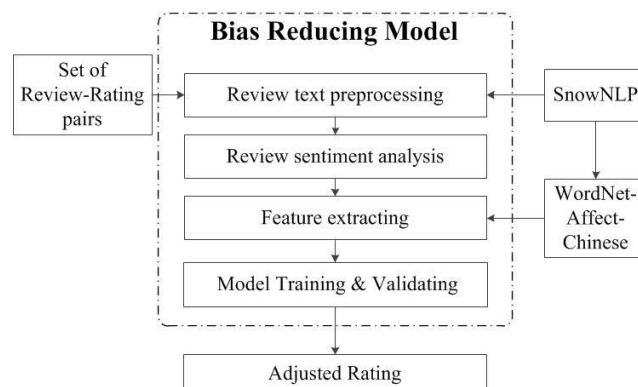 Bias Reducing Model
Set of
Review-Rating
pairs
Review text preprocessing
SnowNLP
Review sentiment analysis
Feature extracting
WordNet-
Affect-
Chinese
Model Training & Validating
Adjusted Rating